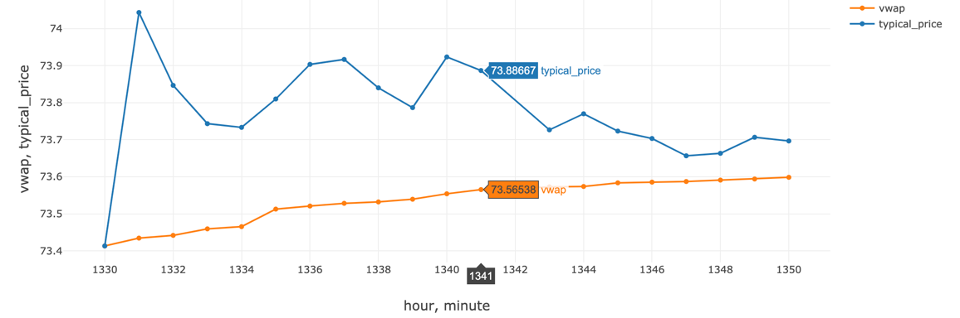 vwap
typical_price
74
73.9
73.8
73.7
73.6
73.5
73.4
vwap, typical_price
73.88667 typical_price
73.56538 vwap
1330 1332 1334 1336 1338 1340 1342 1344 1346 1348 1350
1341
hour, minute